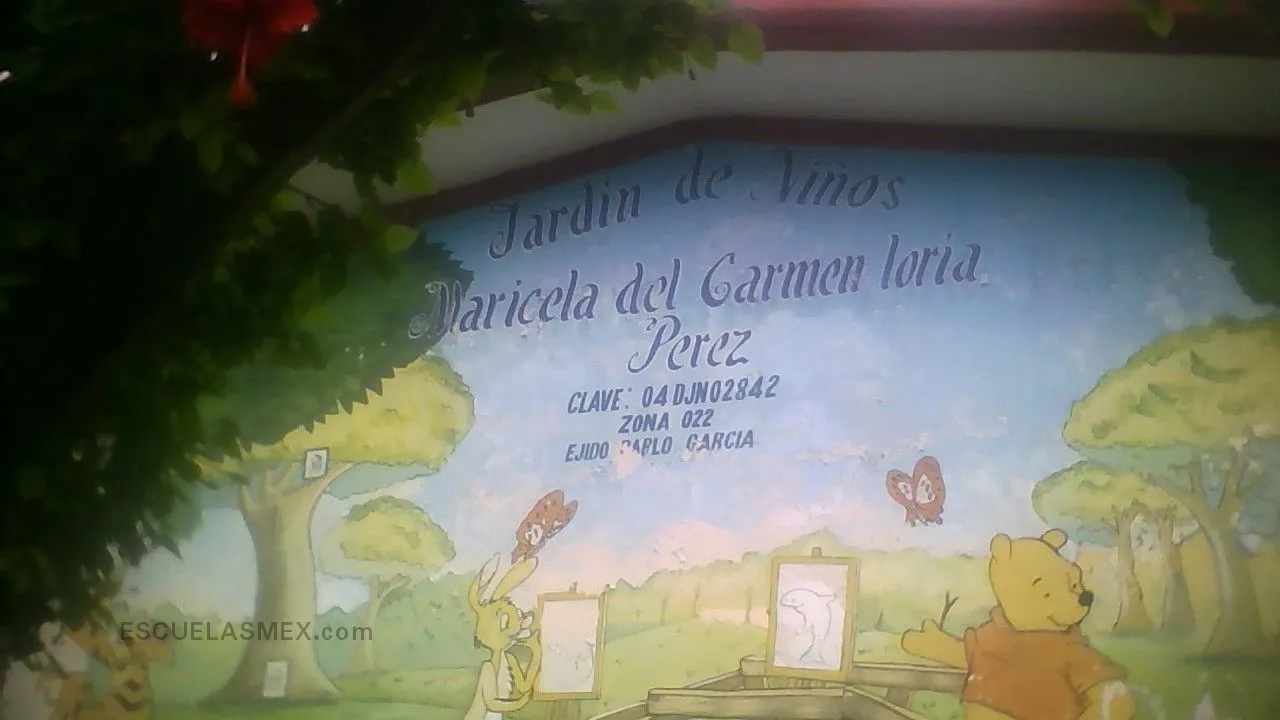 Jardin de Niños
Maricela del Carmen loria
Perez
CLAVE: 04DJN02842
ZONA 022
EJIDO PABLO GARCIA
ESCUELASMEX.com